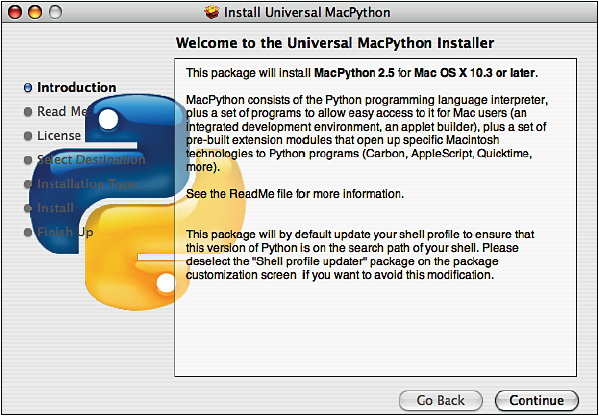 Install Universal MacPython
Welcome to the Universal MacPython Installer
Introduction
Read Me
License
Select Destination
Installation Type
Install
Finish Up
This package will install MacPython 2.5 for Mac OS X 10.3 or later.
MacPython consists of the Python programming language interpreter,
plus a set of programs to allow easy access to it for Mac users (an
integrated development environment, an applet builder), plus a set of
pre-built extension modules that open up specific Macintosh
technologies to Python programs (Carbon, AppleScript, Quicktime,
more).
See the ReadMe file for more information.
This package will by default update your shell profile to ensure that
this version of Python is on the search path of your shell. Please
deselect the "Shell profile updater" package on the package
customization screen if you want to avoid this modification.
Go Back
Continue